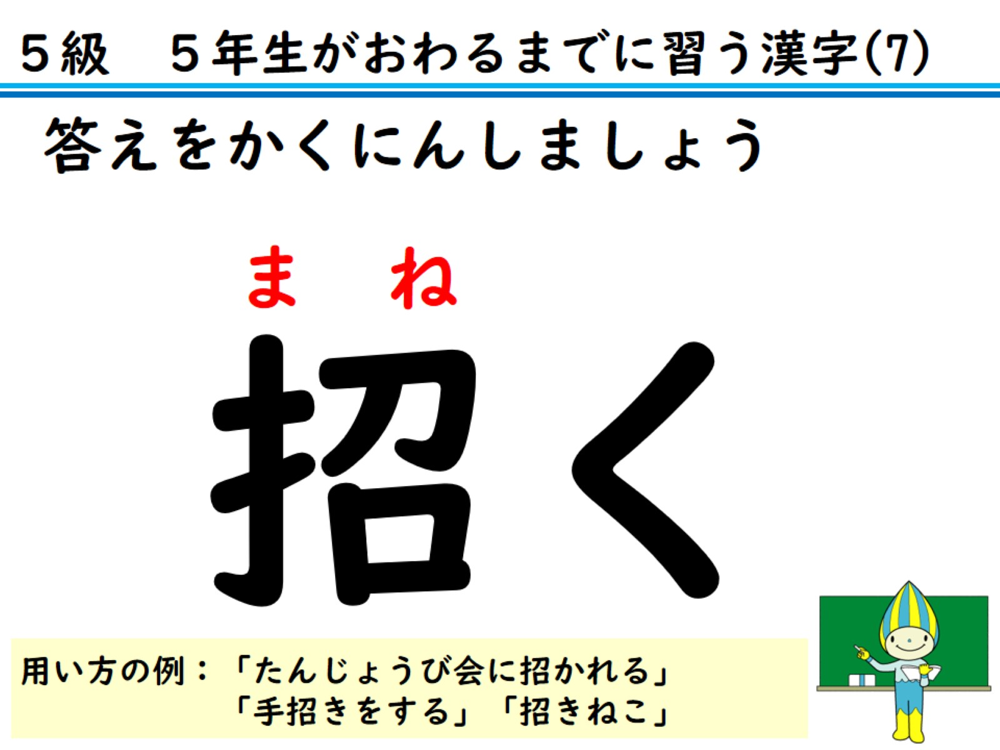 ５級　５年生がおわるまでに習う漢字(7)
答えをかくにんしましょう
まね
招く
用い方の例：「たんじょうび会に招かれる」
「手招きをする」「招きねこ」